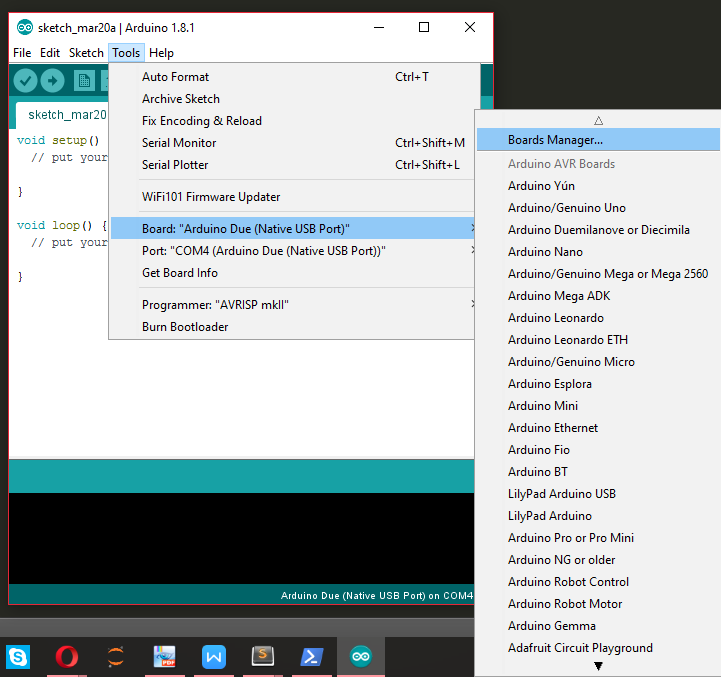 sketch_mar20a | Arduino 1.8.1
File Edit Sketch Tools Help
sketch_mar20
void setup()
// put your
}
void loop() {
// put your
}
Auto Format Ctrl+T
Archive Sketch
Fix Encoding & Reload
Serial Monitor Ctrl+Shift+M
Serial Plotter Ctrl+Shift+L
WiFi101 Firmware Updater
Board: "Arduino Due (Native USB Port)"
Port: "COM4 (Arduino Due (Native USB Port))"
Get Board Info
Programmer: "AVRISP mkII"
Burn Bootloader
Boards Manager...
Arduino AVR Boards
Arduino Yún
Arduino/Genuino Uno
Arduino Duemilanove or Diecimila
Arduino Nano
Arduino/Genuino Mega or Mega 2560
Arduino Mega ADK
Arduino Leonardo
Arduino Leonardo ETH
Arduino/Genuino Micro
Arduino Esplora
Arduino Mini
Arduino Ethernet
Arduino Fio
Arduino BT
LilyPad Arduino USB
LilyPad Arduino
Arduino Pro or Pro Mini
Arduino NG or older
Arduino Robot Control
Arduino Robot Motor
Arduino Gemma
Adafruit Circuit Playground
Arduino Due (Native USB Port) on COM4
PDF